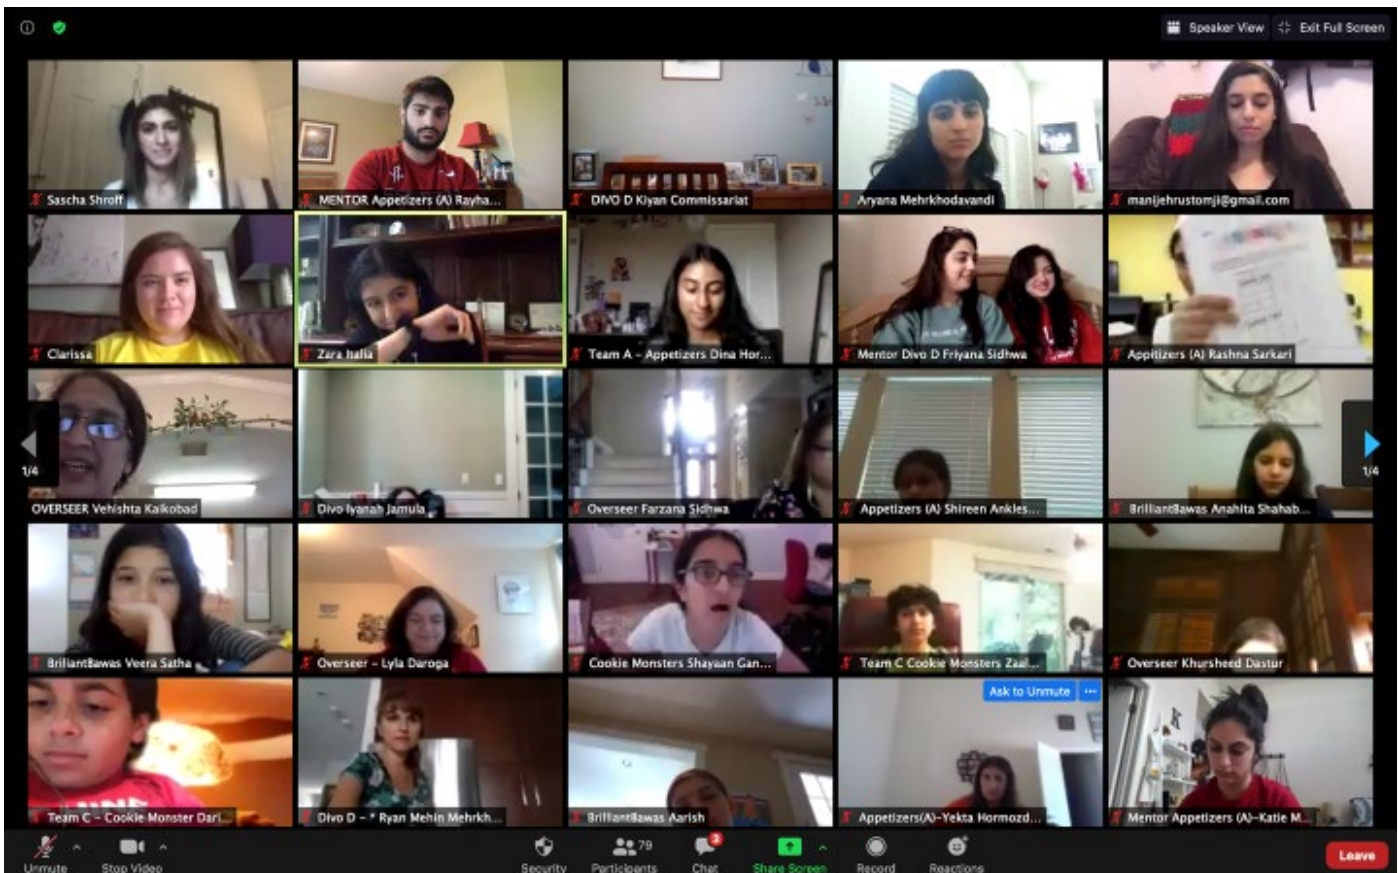 Speaker View Exit Full Screen
Sascha Shroff
MENTOR Appetizers (A) Rayha...
DIVO D Kiyan Commissariat
Aryana Mehrkhodavandi
manijehrustomji@gmail.com
Clarissa
Zara Italia
Team A - Appetizers Dina Hor...
Mentor Divo D Friyana Sidhwa
Appitizers (A) Rashna Sarkari
1/4
1/4
OVERSEER Vehishta Kaikobad
Divo Iyanah Jamula
Overseer Farzana Sidhwa
Appetizers (A) Shireen Ankles...
BrilliantBawas Anahita Shahab...
BrilliantBawas Veera Satha
Overseer - Lyla Daroga
Cookie Monsters Shayaan Gan...
Team C Cookie Monsters Zaal...
Overseer Khursheed Dastur
Ask to Unmute ...
Team C - Cookie Monster Dari...
Divo D - * Ryan Mehin Mehrkh...
BrilliantBawas Aarish
Appetizers(A)-Yekta Hormozd...
Mentor Appetizers (A)-Katie M...
79 3
Unmute Stop Video Security Participants Chat Share Screen Record Reactions Leave